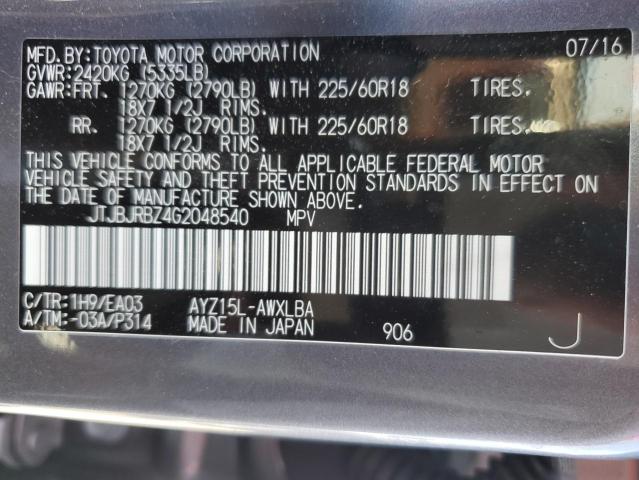 MFD.BY:TOYOTA MOTOR CORPORATION 07/16
GVWR:2420KG (5335LB)
GAWR:FRT. 1270KG (2790LB) WITH 225/60R18 TIRES.
18X7 1/2J RIMS.
RR. 1270KG (2790LB) WITH 225/60R18 TIRES.
18X7 1/2J RIMS.
THIS VEHICLE CONFORMS TO ALL APPLICABLE FEDERAL MOTOR
VEHICLE SAFETY AND THEFT PREVENTION STANDARDS IN EFFECT ON
THE DATE OF MANUFACTURE SHOWN ABOVE.
JTJBJRBZ4G2048540 MPV
C/TR:1H9/EA03 AYZ15L-AWXLBA
A/TM:-03A/P314 MADE IN JAPAN 906 J